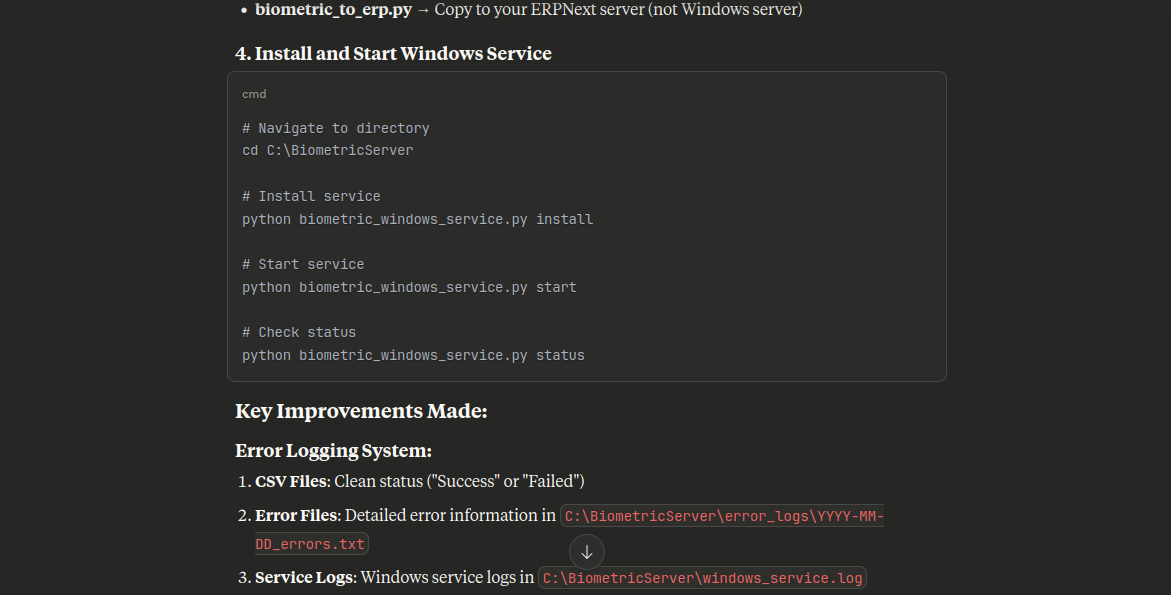 • biometric_to_erp.py → Copy to your ERPNext server (not Windows server)
4. Install and Start Windows Service
cmd
# Navigate to directory
cd C:\BiometricServer
# Install service
python biometric_windows_service.py install
# Start service
python biometric_windows_service.py start
# Check status
python biometric_windows_service.py status
Key Improvements Made:
Error Logging System:
1. CSV Files: Clean status ("Success" or "Failed")
2. Error Files: Detailed error information in C:\BiometricServer\error_logs\YYYY-MM-
DD_errors.txt
3. Service Logs: Windows service logs in C:\BiometricServer\windows_service.log